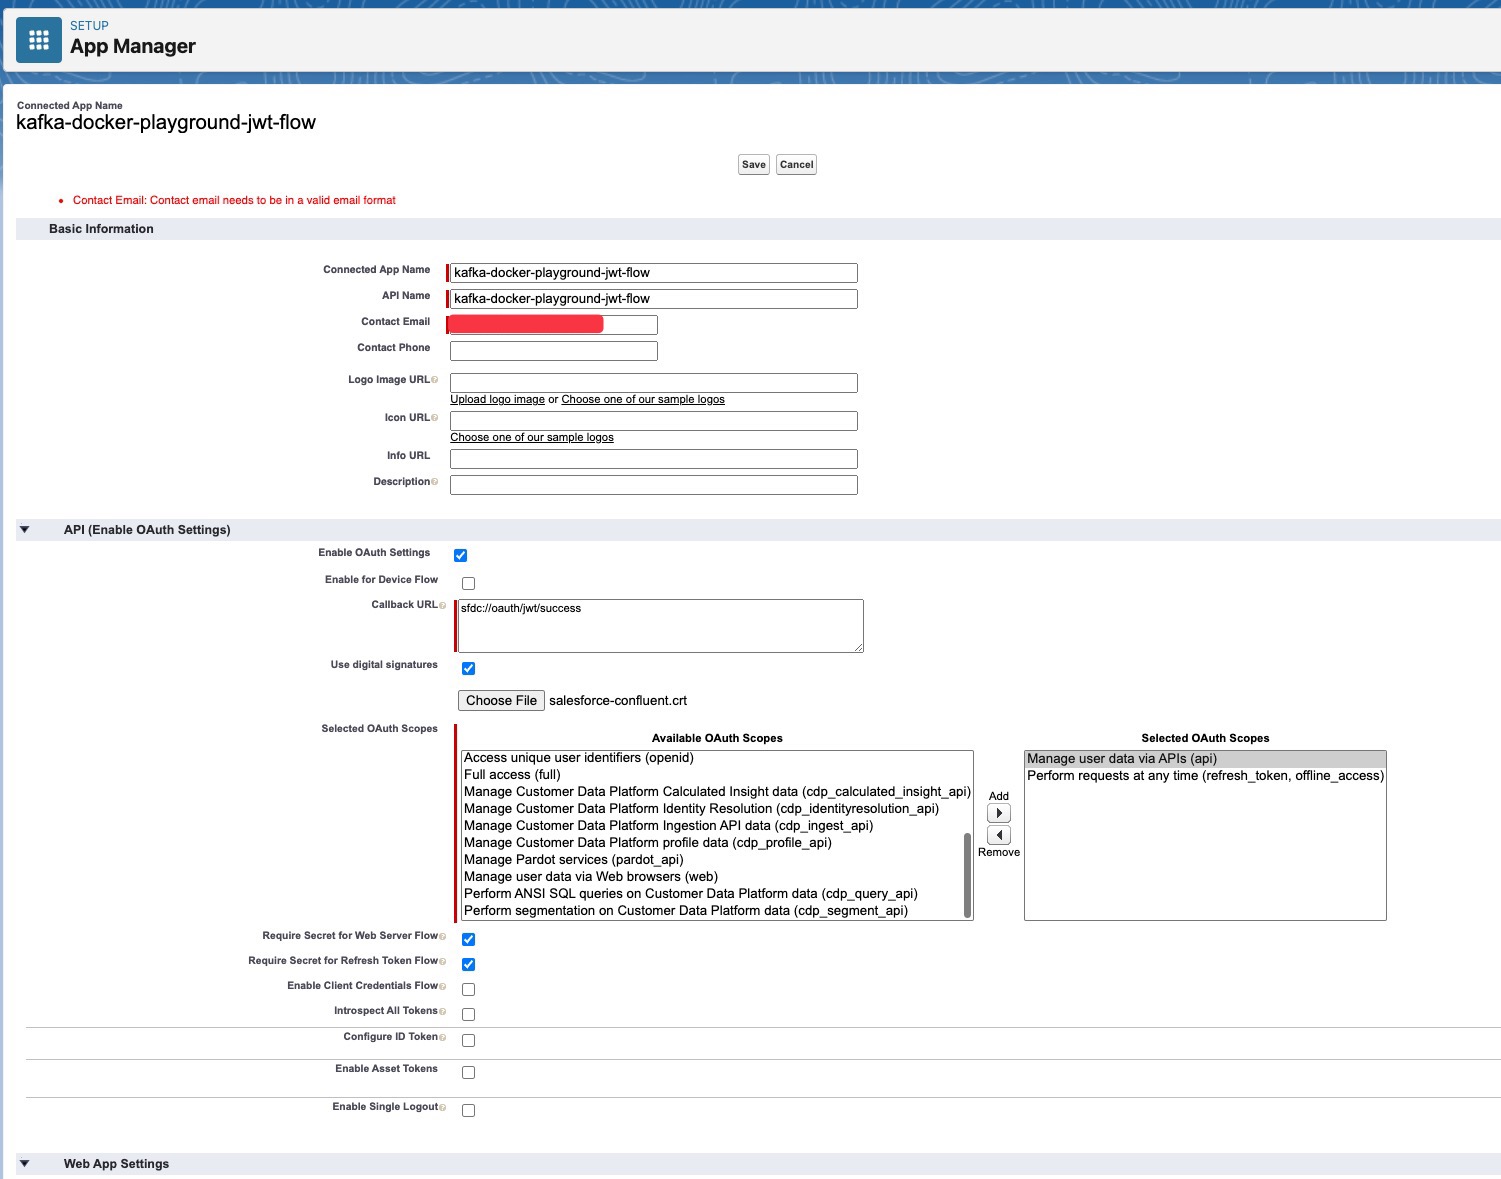 SETUP
App Manager
Connected App Name
kafka-docker-playground-jwt-flow
Save Cancel
• Contact Email: Contact email needs to be in a valid email format
Basic Information
Connected App Name kafka-docker-playground-jwt-flow
API Name kafka-docker-playground-jwt-flow
Contact Email
Contact Phone
Logo Image URL
Upload logo image or Choose one of our sample logos
Icon URL
Choose one of our sample logos
Info URL
Description
API (Enable OAuth Settings)
Enable OAuth Settings
Enable for Device Flow
Callback URL sfdc://oauth/jwt/success
Use digital signatures
Choose File salesforce-confluent.crt
Selected OAuth Scopes
Available OAuth Scopes
Access unique user identifiers (openid)
Full access (full)
Manage Customer Data Platform Calculated Insight data (cdp_calculated_insight_api)
Manage Customer Data Platform Identity Resolution (cdp_identityresolution_api)
Manage Customer Data Platform Ingestion API data (cdp_ingest_api)
Manage Customer Data Platform profile data (cdp_profile_api)
Manage Pardot services (pardot_api)
Manage user data via Web browsers (web)
Perform ANSI SQL queries on Customer Data Platform data (cdp_query_api)
Perform segmentation on Customer Data Platform data (cdp_segment_api)
Add
Remove
Selected OAuth Scopes
Manage user data via APIs (api)
Perform requests at any time (refresh_token, offline_access)
Require Secret for Web Server Flow
Require Secret for Refresh Token Flow
Enable Client Credentials Flow
Introspect All Tokens
Configure ID Token
Enable Asset Tokens
Enable Single Logout
Web App Settings